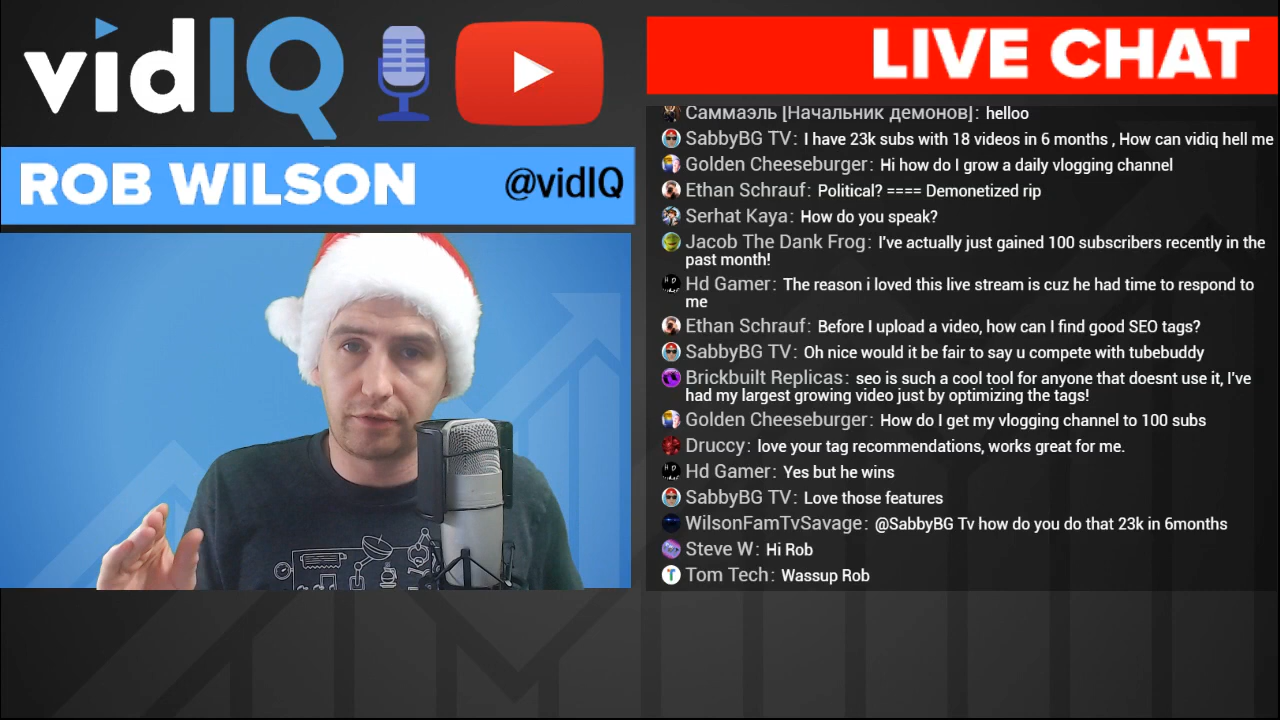 vidIQ
LIVE CHAT
ROB WILSON
@vidIQ
Саммаэль [Начальник демонов]: helloo
SabbyBG TV: I have 23k subs with 18 videos in 6 months , How can vidiq hell me
Golden Cheeseburger: Hi how do I grow a daily vlogging channel
Ethan Schrauf: Political? ==== Demonetized rip
Serhat Kaya: How do you speak?
Jacob The Dank Frog: I've actually just gained 100 subscribers recently in the
past month!
Hd Gamer: The reason i loved this live stream is cuz he had time to respond to
me
Ethan Schrauf: Before I upload a video, how can I find good SEO tags?
SabbyBG TV: Oh nice would it be fair to say u compete with tubebuddy
Brickbuilt Replicas: seo is such a cool tool for anyone that doesnt use it, I've
had my largest growing video just by optimizing the tags!
Golden Cheeseburger: How do I get my vlogging channel to 100 subs
Druccy: love your tag recommendations, works great for me.
Hd Gamer: Yes but he wins
SabbyBG TV: Love those features
WilsonFamTvSavage: @SabbyBG Tv how do you do that 23k in 6months
Steve W: Hi Rob
Tom Tech: Wassup Rob